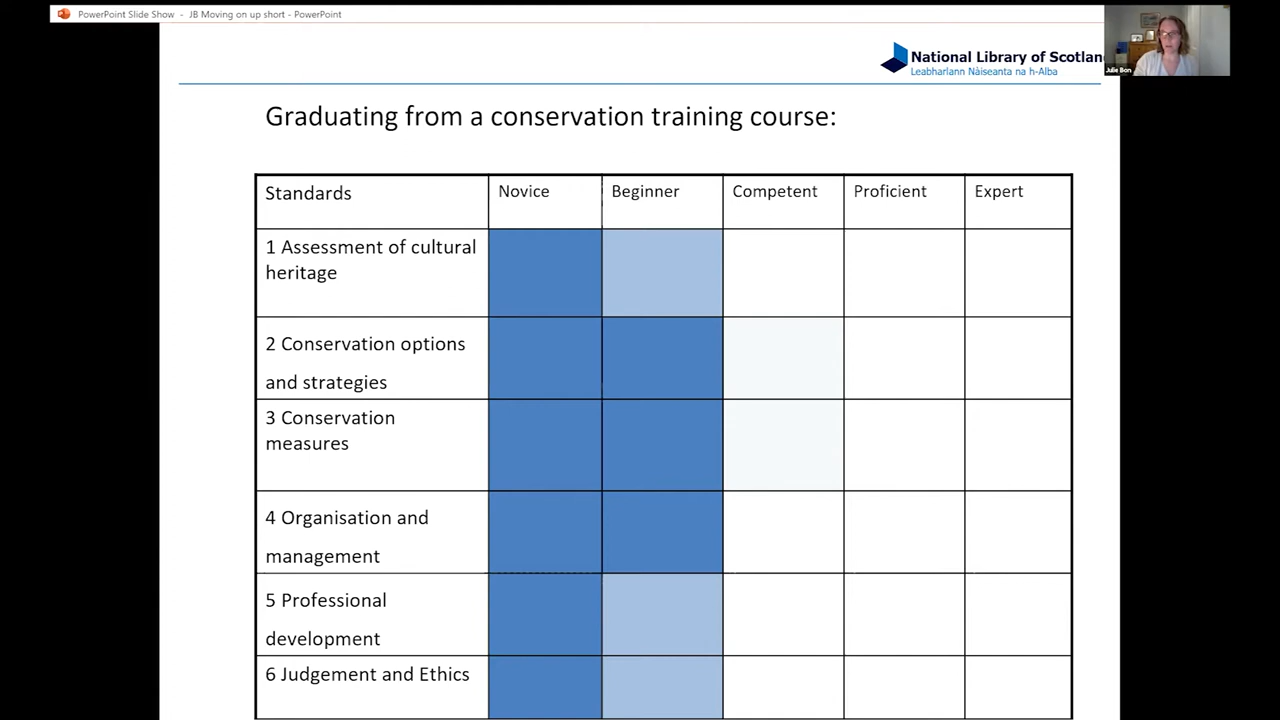 PowerPoint Slide Show - JB Moving on up short - PowerPoint
National Library of Scotlan
Leabharlann Nàiseanta na h-Alba
Julie Bon
Graduating from a conservation training course:
Standards Novice Beginner Competent Proficient Expert
1 Assessment of cultural
heritage
2 Conservation options
and strategies
3 Conservation
measures
4 Organisation and
management
5 Professional
development
6 Judgement and Ethics